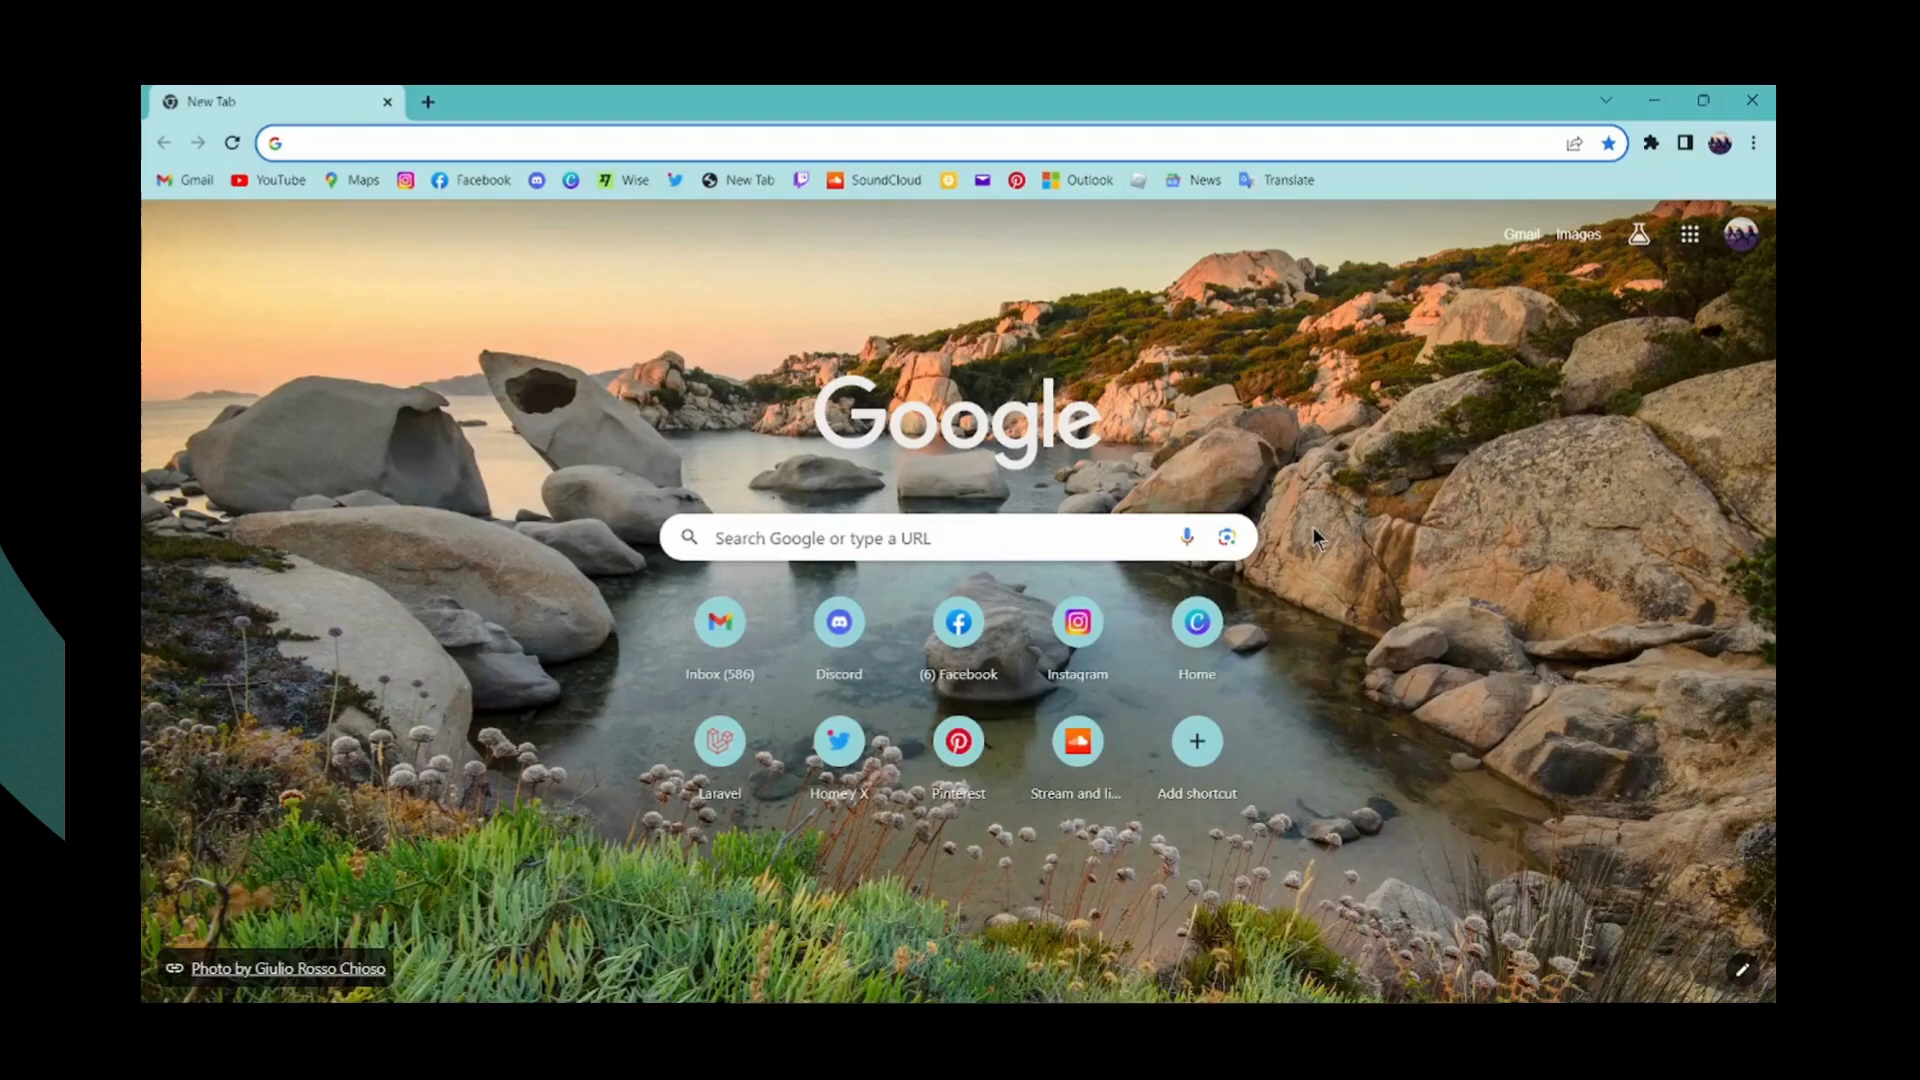 New Tab
Gmail YouTube Maps Facebook Wise New Tab SoundCloud Outlook News Translate
Gmail Images
Google
Search Google or type a URL
Inbox (586) Discord (6) Facebook Instagram Home
Laravel Home / X Pinterest Stream and li... Add shortcut
Photo by Giulio Rosso Chioso